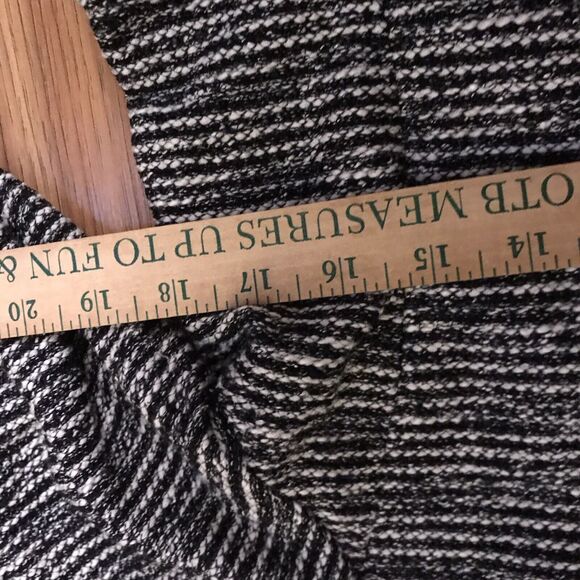 OTB MEASURES UP TO FUN &
14 15 16 17 18 19 20